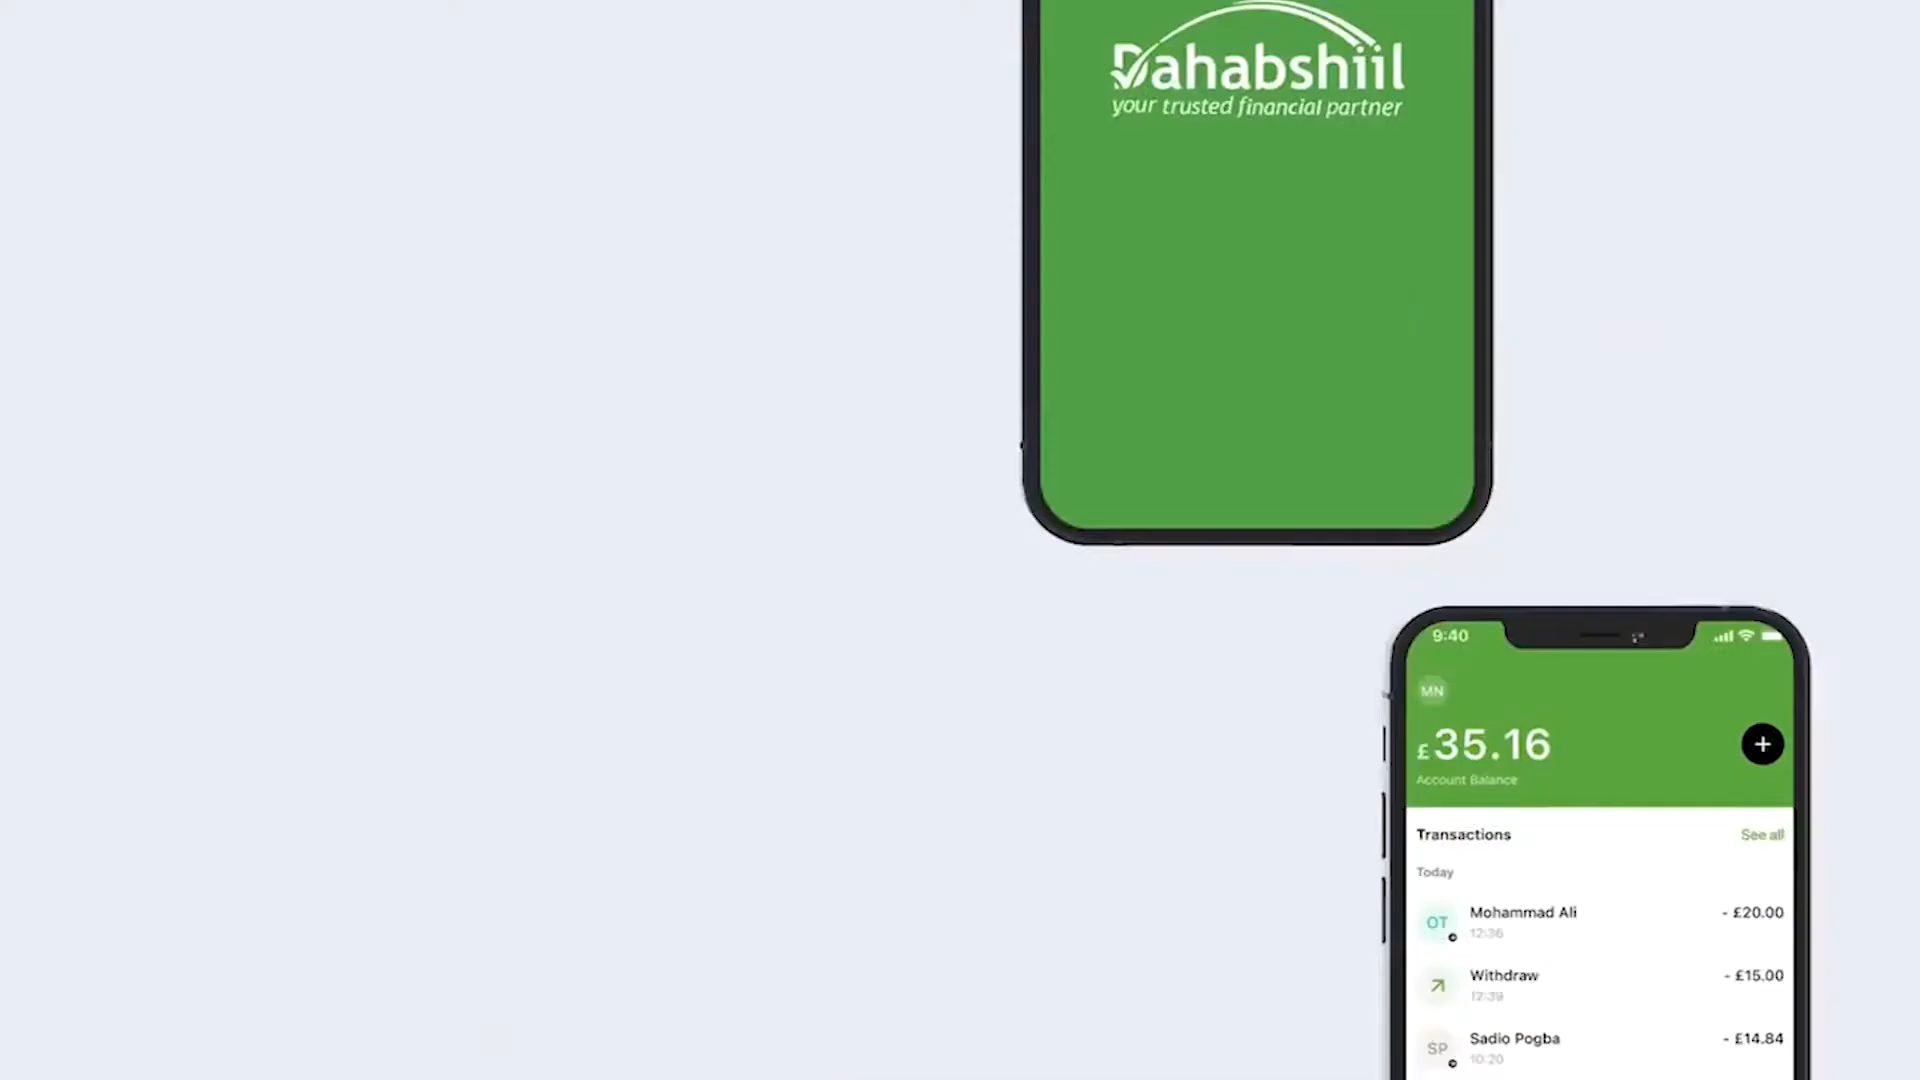 Dahabshiil
your trusted financial partner
9:40
MN
£35.16
Account Balance
Transactions
See all
Today
OT
Mohammad Ali
- £20.00
12:36
Withdraw
- £15.00
12:39
SP
Sadio Pogba
- £14.84
10:20